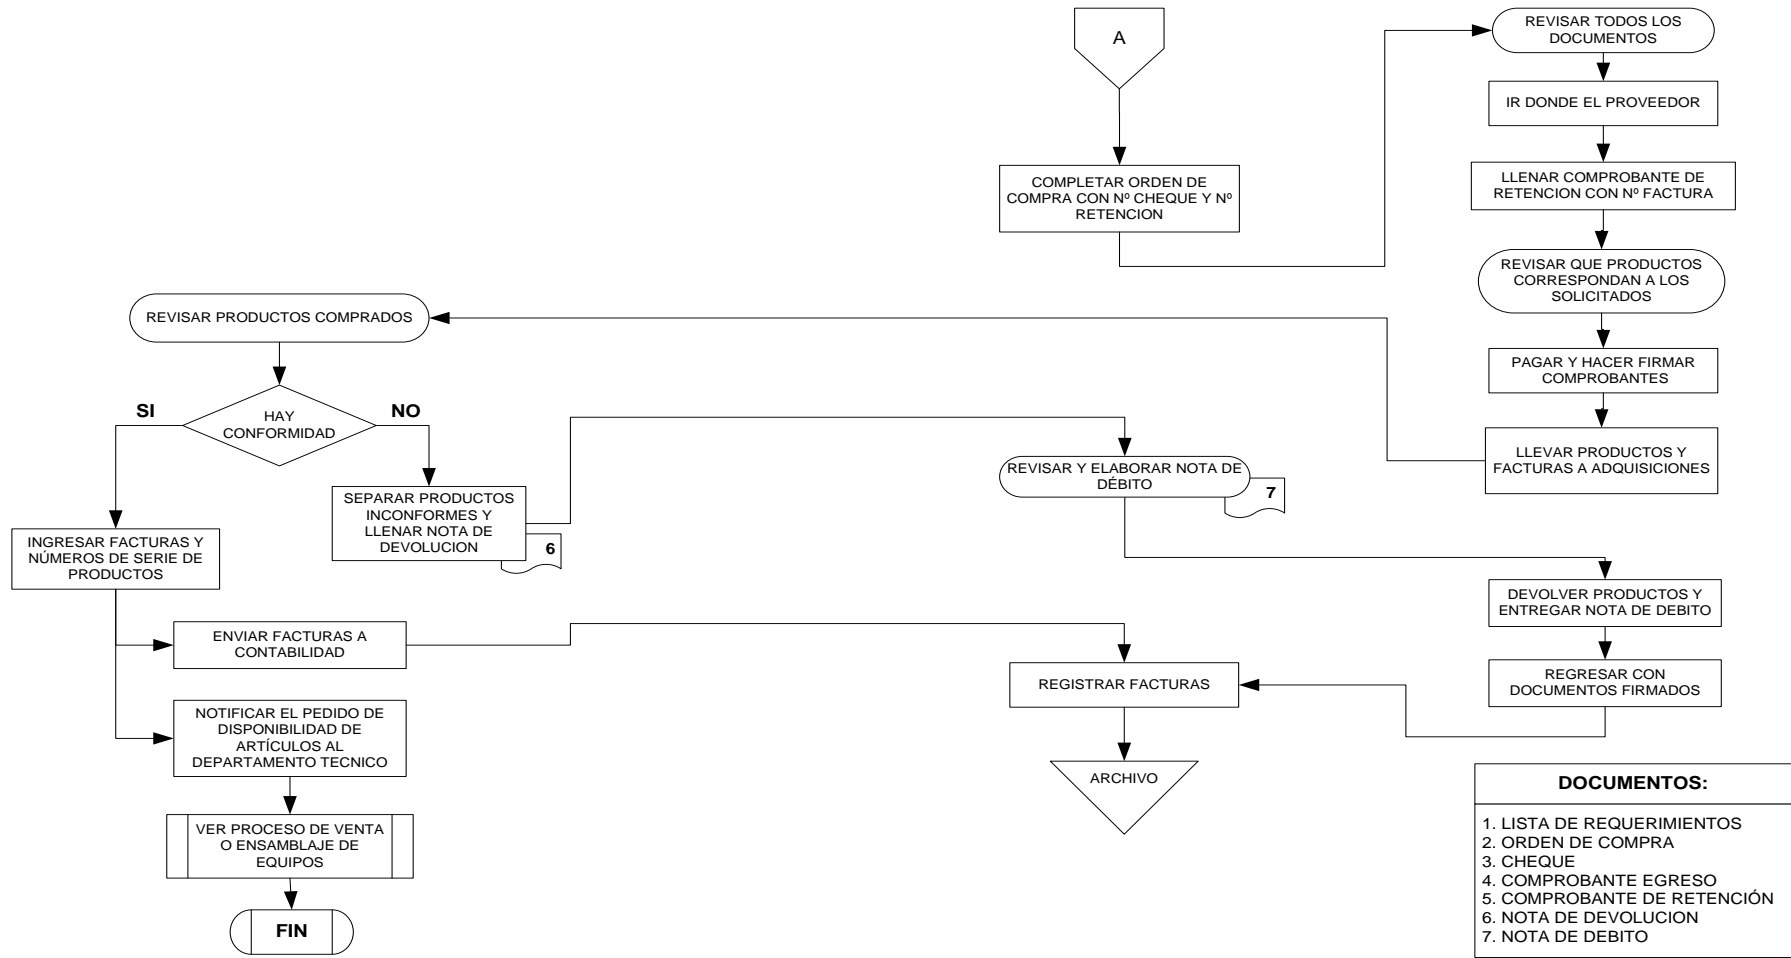 A
COMPLETAR ORDEN DE
COMPRA CON Nº CHEQUE Y Nº
RETENCION
REVISAR TODOS LOS
DOCUMENTOS
IR DONDE EL PROVEEDOR
LLENAR COMPROBANTE DE
RETENCION CON Nº FACTURA
REVISAR QUE PRODUCTOS
CORRESPONDAN A LOS
SOLICITADOS
PAGAR Y HACER FIRMAR
COMPROBANTES
LLEVAR PRODUCTOS Y
FACTURAS A ADQUISICIONES
REVISAR PRODUCTOS COMPRADOS
HAY
CONFORMIDAD
SI
NO
SEPARAR PRODUCTOS
INCONFORMES Y
LLENAR NOTA DE
DEVOLUCION
6
REVISAR Y ELABORAR NOTA DE
DÉBITO
7
DEVOLVER PRODUCTOS Y
ENTREGAR NOTA DE DEBITO
REGRESAR CON
DOCUMENTOS FIRMADOS
INGRESAR FACTURAS Y
NÚMEROS DE SERIE DE
PRODUCTOS
ENVIAR FACTURAS A
CONTABILIDAD
REGISTRAR FACTURAS
ARCHIVO
NOTIFICAR EL PEDIDO DE
DISPONIBILIDAD DE
ARTÍCULOS AL
DEPARTAMENTO TECNICO
VER PROCESO DE VENTA
O ENSAMBLAJE DE
EQUIPOS
FIN
DOCUMENTOS:
1. LISTA DE REQUERIMIENTOS
2. ORDEN DE COMPRA
3. CHEQUE
4. COMPROBANTE EGRESO
5. COMPROBANTE DE RETENCIÓN
6. NOTA DE DEVOLUCION
7. NOTA DE DEBITO